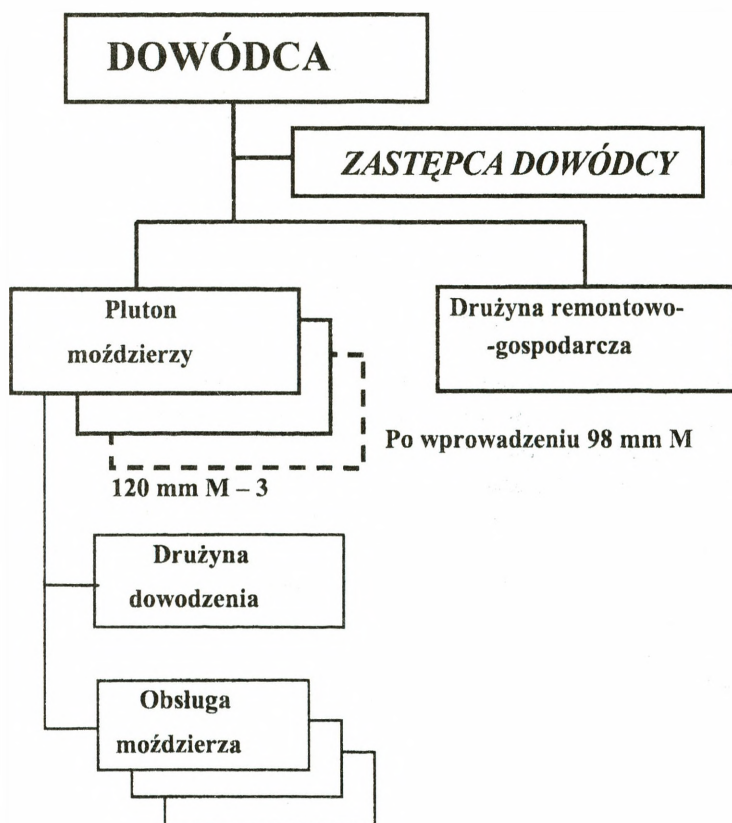 DOWÓDCA
ZASTĘPCA DOWÓDCY
Pluton
moździerzy
Drużyna remontowo-
-gospodarcza
Po wprowadzeniu 98 mm M
120 mm M – 3
Drużyna
dowodzenia
Obsługa
moździerza